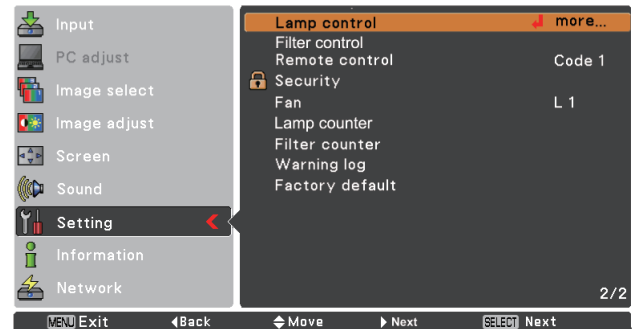 Input
PC adjust
Image select
Image adjust
Screen
Sound
Setting
Information
Network
Lamp control more...
Filter control
Remote control Code 1
Security
Fan L 1
Lamp counter
Filter counter
Warning log
Factory default
2/2
MENU Exit Back Move Next SELECT Next